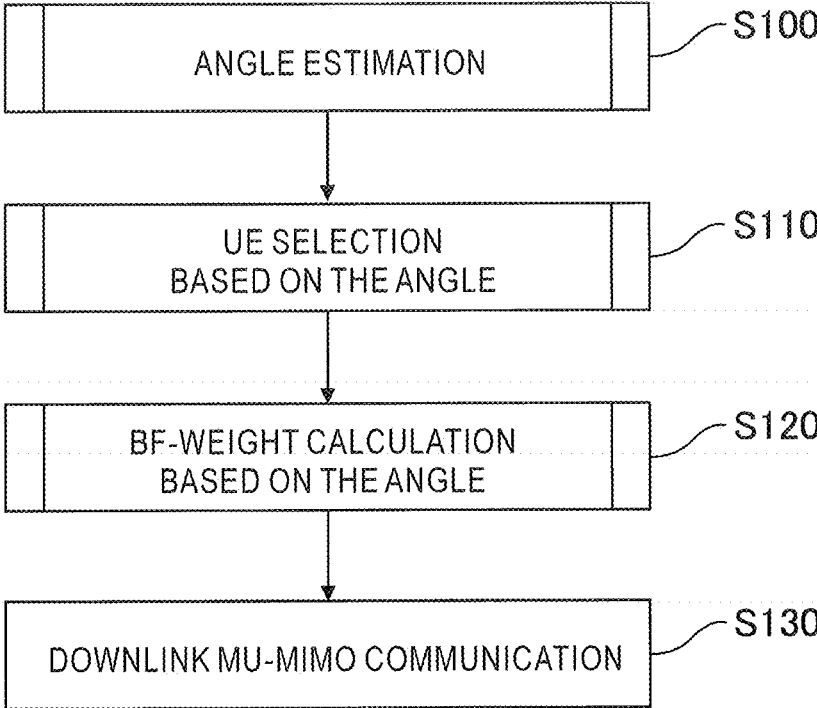 ANGLE ESTIMATION
S100
UE SELECTION
BASED ON THE ANGLE
S110
BF-WEIGHT CALCULATION
BASED ON THE ANGLE
S120
DOWNLINK MU-MIMO COMMUNICATION
S130